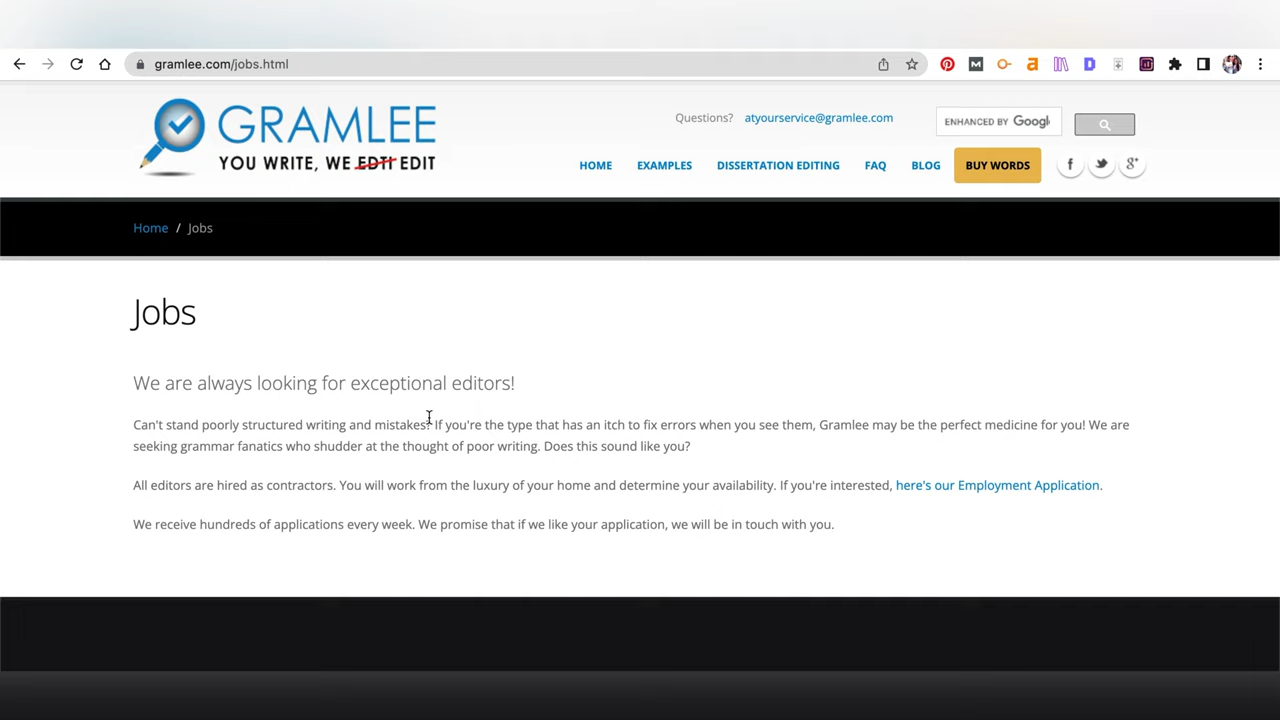 gramlee.com/jobs.html
GRAMLEE
YOU WRITE, WE EDTI EDIT
Questions? atyourservice@gramlee.com
ENHANCED BY Google
HOME EXAMPLES DISSERTATION EDITING FAQ BLOG BUY WORDS
Home / Jobs
Jobs
We are always looking for exceptional editors!
Can't stand poorly structured writing and mistakes? If you're the type that has an itch to fix errors when you see them, Gramlee may be the perfect medicine for you! We are
seeking grammar fanatics who shudder at the thought of poor writing. Does this sound like you?
All editors are hired as contractors. You will work from the luxury of your home and determine your availability. If you're interested, here's our Employment Application.
We receive hundreds of applications every week. We promise that if we like your application, we will be in touch with you.